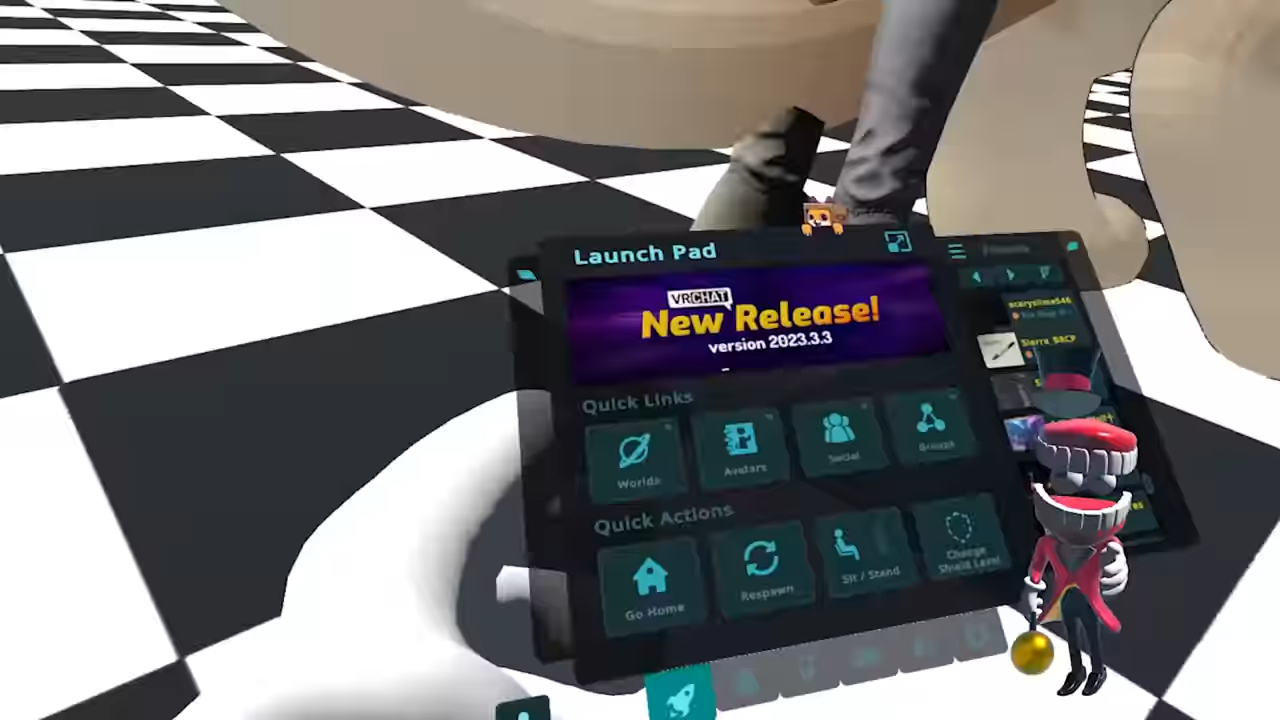 Launch Pad
VRCHAT
New Release!
version 2023.3.3
Quick Links
Worlds
Avatars
Social
Groups
Quick Actions
Go Home
Respawn
Sit / Stand
Change
Shield Level
scaryslime546